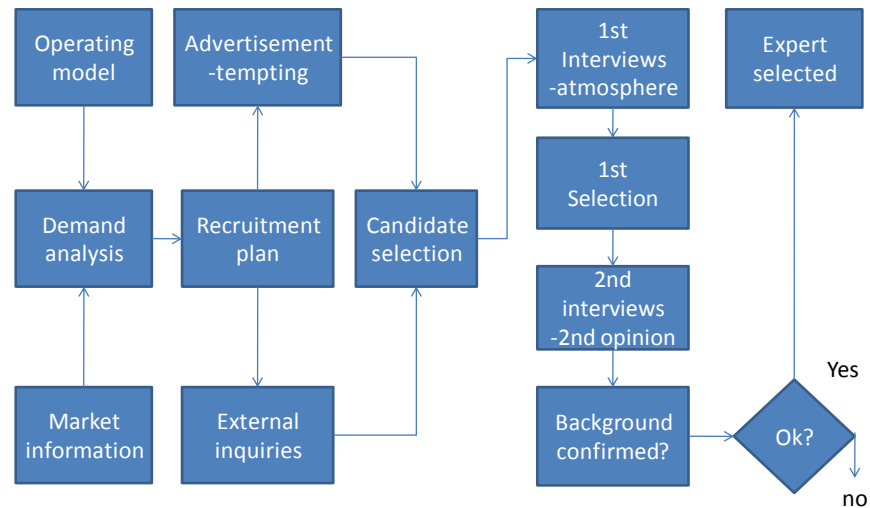 Operating
model
Advertisement
-tempting
1st
Interviews
-atmosphere
Expert
selected
Demand
analysis
Recruitment
plan
Candidate
selection
1st
Selection
2nd
interviews
-2nd opinion
Market
information
External
inquiries
Background
confirmed?
Ok?
Yes
no